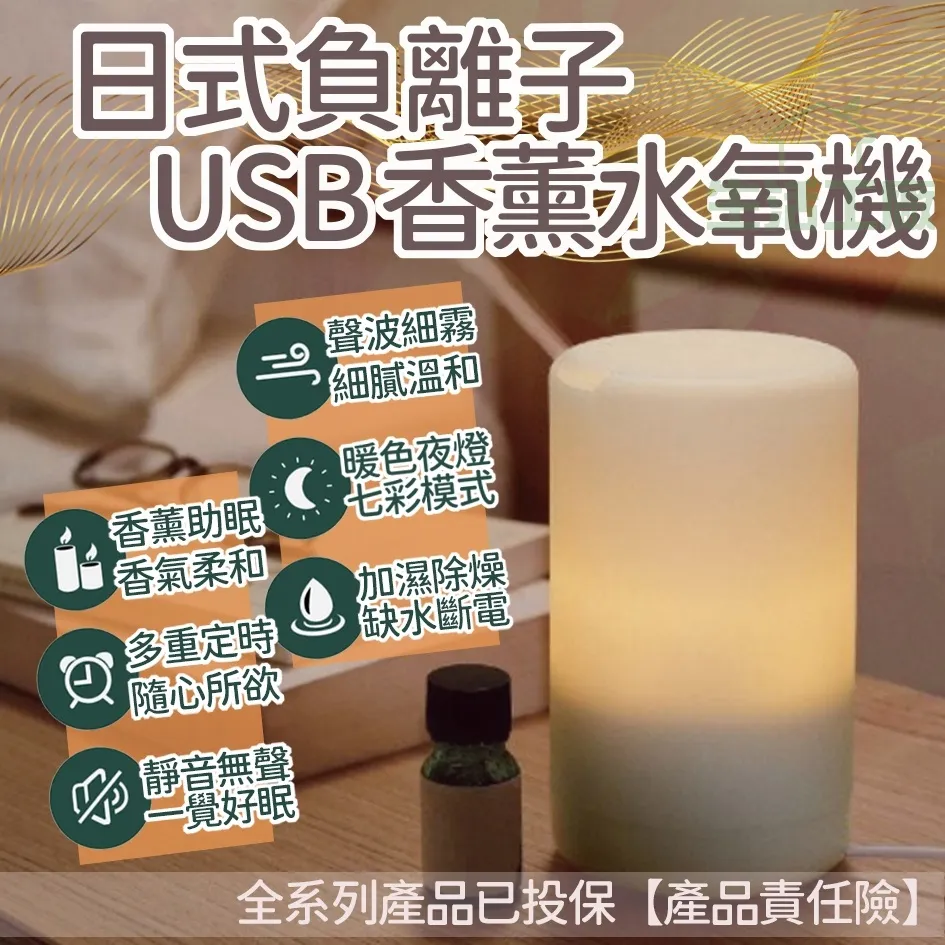 日式負離子
USB香薰水氧機
聲波細霧
細膩溫和
暖色夜燈
七彩模式
加濕除燥
缺水斷電
香薰助眠
香氣柔和
多重定時
隨心所欲
靜音無聲
一覺好眠
全系列產品已投保【產品責任險】